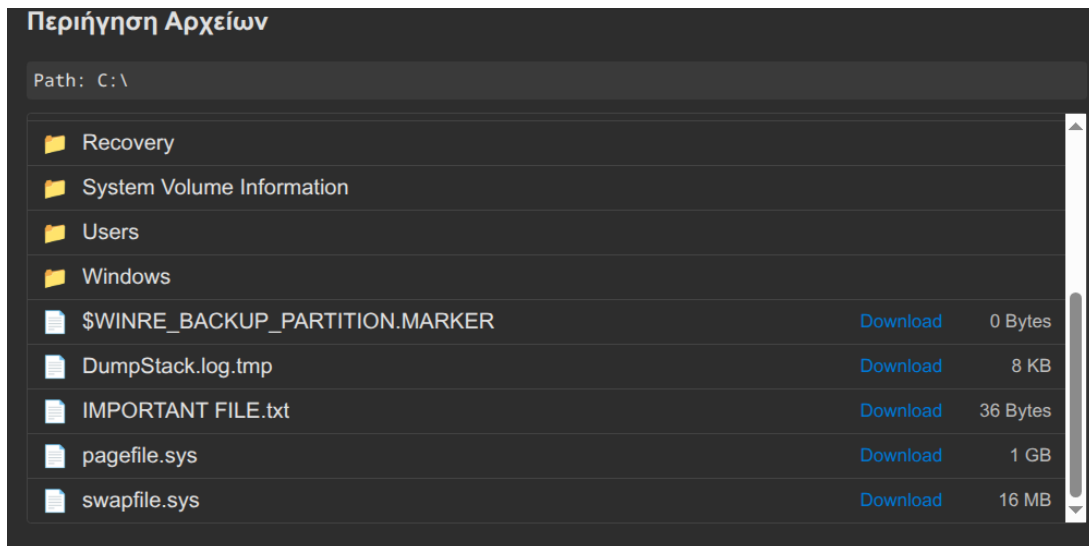 Περιήγηση Αρχείων
Path: C:\
Recovery
System Volume Information
Users
Windows
$WINRE_BACKUP_PARTITION.MARKER Download 0 Bytes
DumpStack.log.tmp Download 8 KB
IMPORTANT FILE.txt Download 36 Bytes
pagefile.sys Download 1 GB
swapfile.sys Download 16 MB